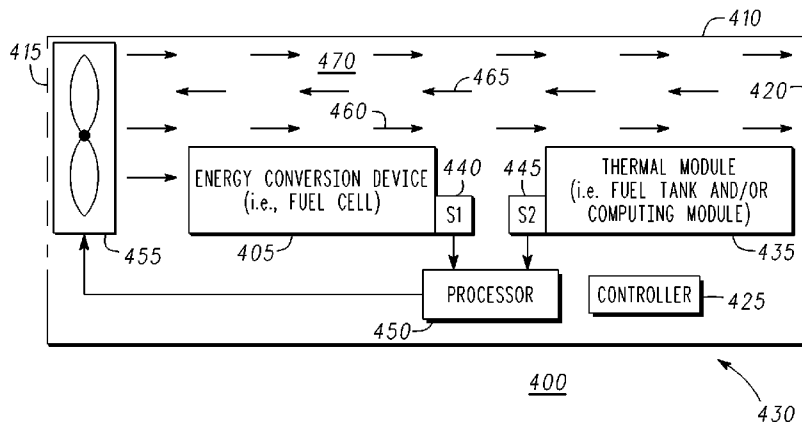 410
415
470
465
420
460
440
445
ENERGY CONVERSION DEVICE
(i.e., FUEL CELL)
S1
S2
THERMAL MODULE
(i.e. FUEL TANK AND/OR
COMPUTING MODULE)
455
405
435
PROCESSOR
CONTROLLER
425
450
400
430